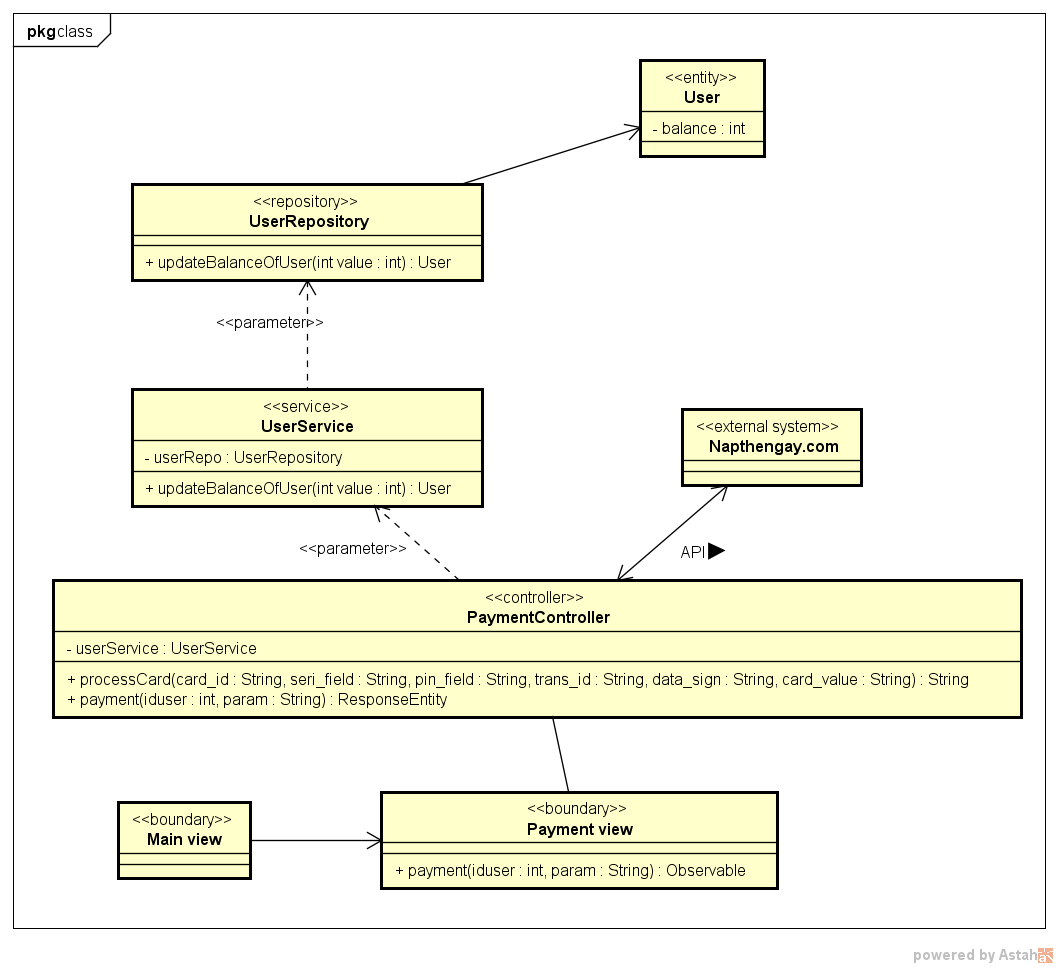 pkg class
<<entity>>
User
- balance : int
<<repository>>
UserRepository
+ updateBalanceOfUser(int value : int) : User
<<parameter>>
<<service>>
UserService
- userRepo : UserRepository
+ updateBalanceOfUser(int value : int) : User
<<external system>>
Napthengay.com
<<parameter>>
API
<<controller>>
PaymentController
- userService : UserService
+ processCard(card_id : String, seri_field : String, pin_field : String, trans_id : String, data_sign : String, card_value : String) : String
+ payment(iduser : int, param : String) : ResponseEntity
<<boundary>>
Main view
<<boundary>>
Payment view
+ payment(iduser : int, param : String) : Observable
powered by Astah